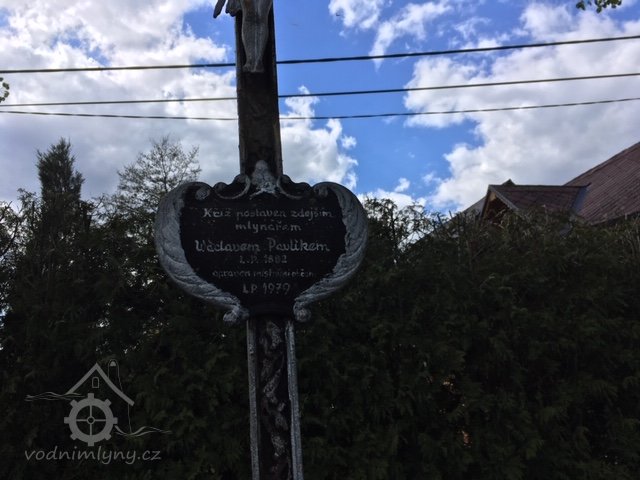 Kříž postaven zdejším
mlynářem
Václavem Pavlíkem
L.P. 1882
opraven
L.P. 1979
vodnimlyny.cz